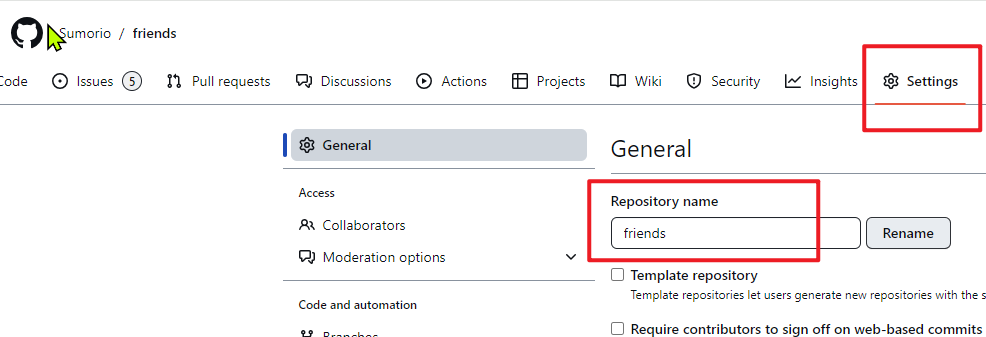 Sumorio / friends
Code Issues 5 Pull requests Discussions Actions Projects Wiki Security Insights Settings
General
General
Access
Repository name
Collaborators
friends Rename
Moderation options
Template repository
Template repositories let users generate new repositories with the s
Code and automation
Require contributors to sign off on web-based commits
Branches